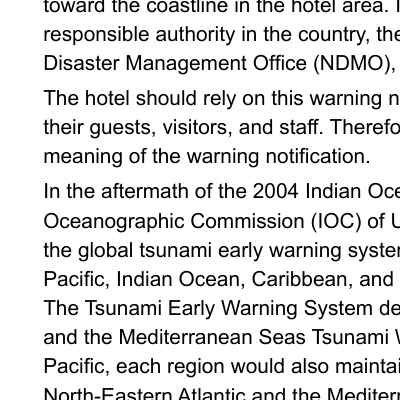 toward the coastline in the hotel area.
responsible authority in the country, the
Disaster Management Office (NDMO),
The hotel should rely on this warning n
their guests, visitors, and staff. Therefo
meaning of the warning notification.
In the aftermath of the 2004 Indian Oce
Oceanographic Commission (IOC) of U
the global tsunami early warning syster
Pacific, Indian Ocean, Caribbean, and
The Tsunami Early Warning System de
and the Mediterranean Seas Tsunami
Pacific, each region would also maintai
North-Eastern Atlantic and the Mediterr